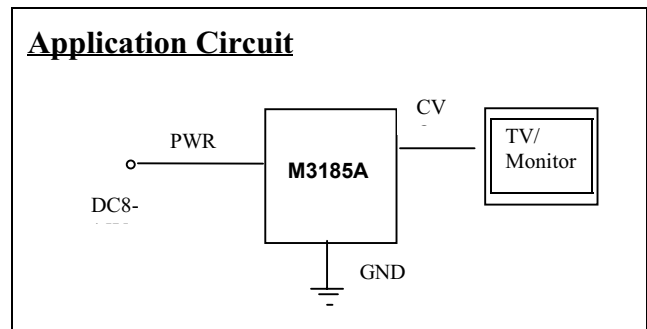 Application Circuit
CV
PWR
TV/
Monitor
M3185A
DC8-
GND